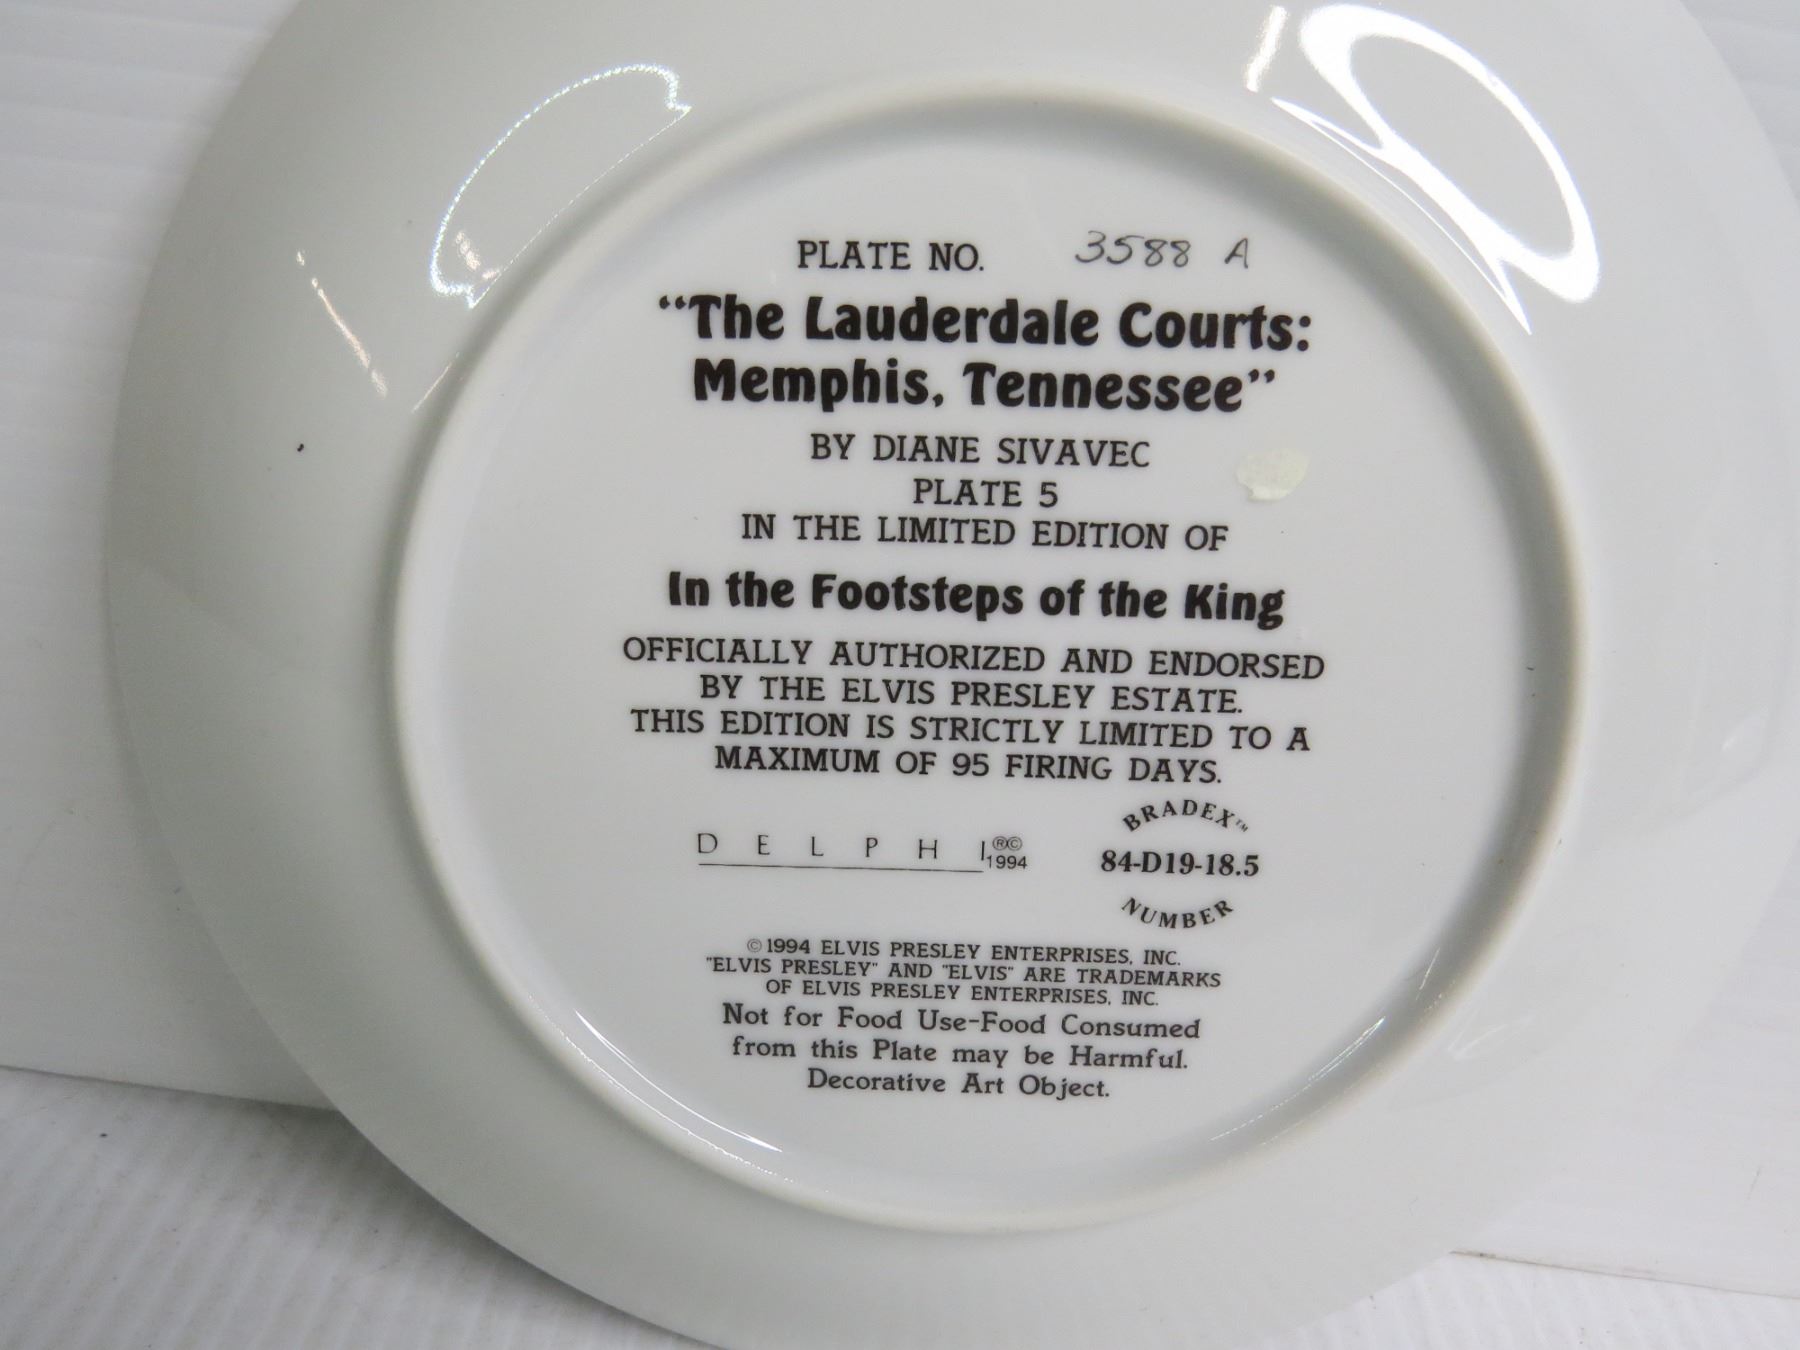 PLATE NO. 3588 A
“The Lauderdale Courts:
Memphis, Tennessee”
BY DIANE SIVAVEC
PLATE 5
IN THE LIMITED EDITION OF
In the Footsteps of the King
OFFICIALLY AUTHORIZED AND ENDORSED
BY THE ELVIS PRESLEY ESTATE.
THIS EDITION IS STRICTLY LIMITED TO A
MAXIMUM OF 95 FIRING DAYS.
DELPHI ®© 1994
BRADEX™
84-D19-18.5
NUMBER
© 1994 ELVIS PRESLEY ENTERPRISES, INC.
"ELVIS PRESLEY" AND "ELVIS" ARE TRADEMARKS
OF ELVIS PRESLEY ENTERPRISES, INC.
Not for Food Use-Food Consumed
from this Plate may be Harmful.
Decorative Art Object.